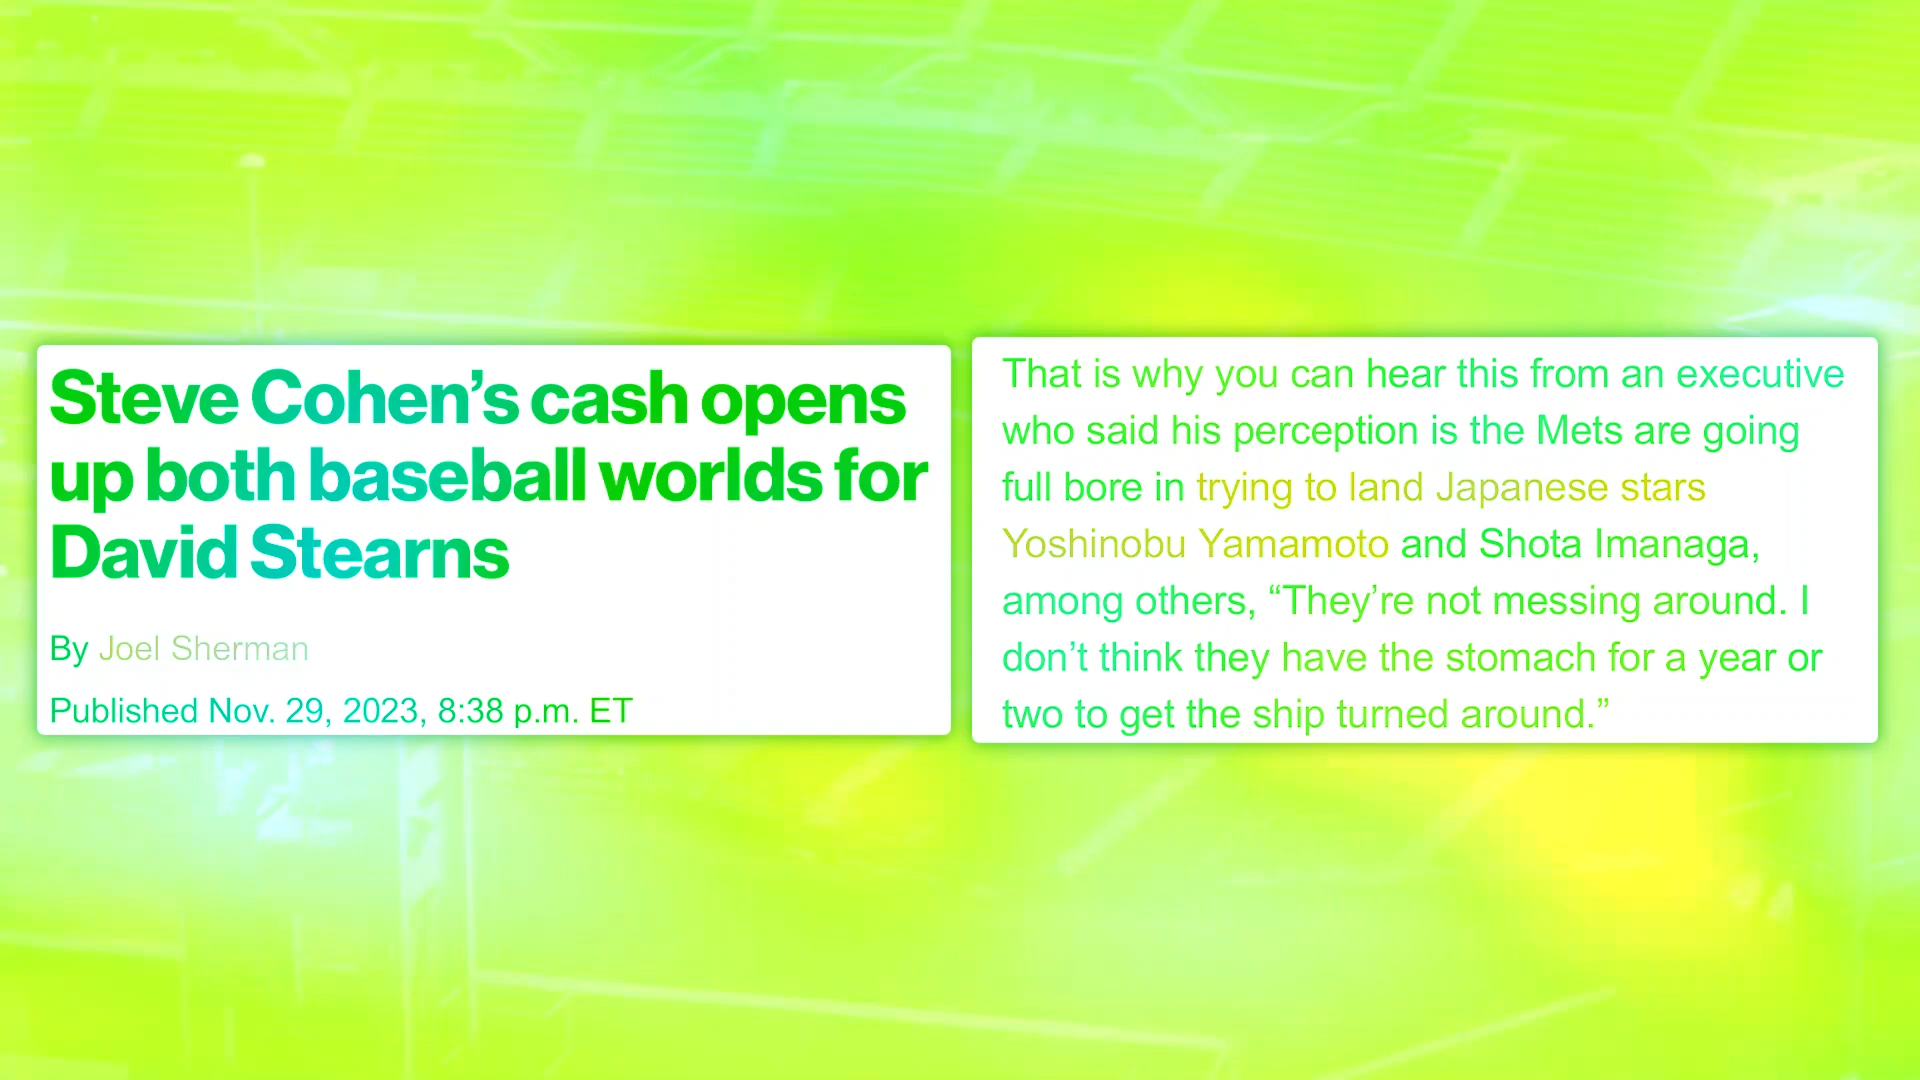 Steve Cohen’s cash opens
up both baseball worlds for
David Stearns
By Joel Sherman
Published Nov. 29, 2023, 8:38 p.m. ET
That is why you can hear this from an executive
who said his perception is the Mets are going
full bore in trying to land Japanese stars
Yoshinobu Yamamoto and Shota Imanaga,
among others, “They’re not messing around. I
don’t think they have the stomach for a year or
two to get the ship turned around.”